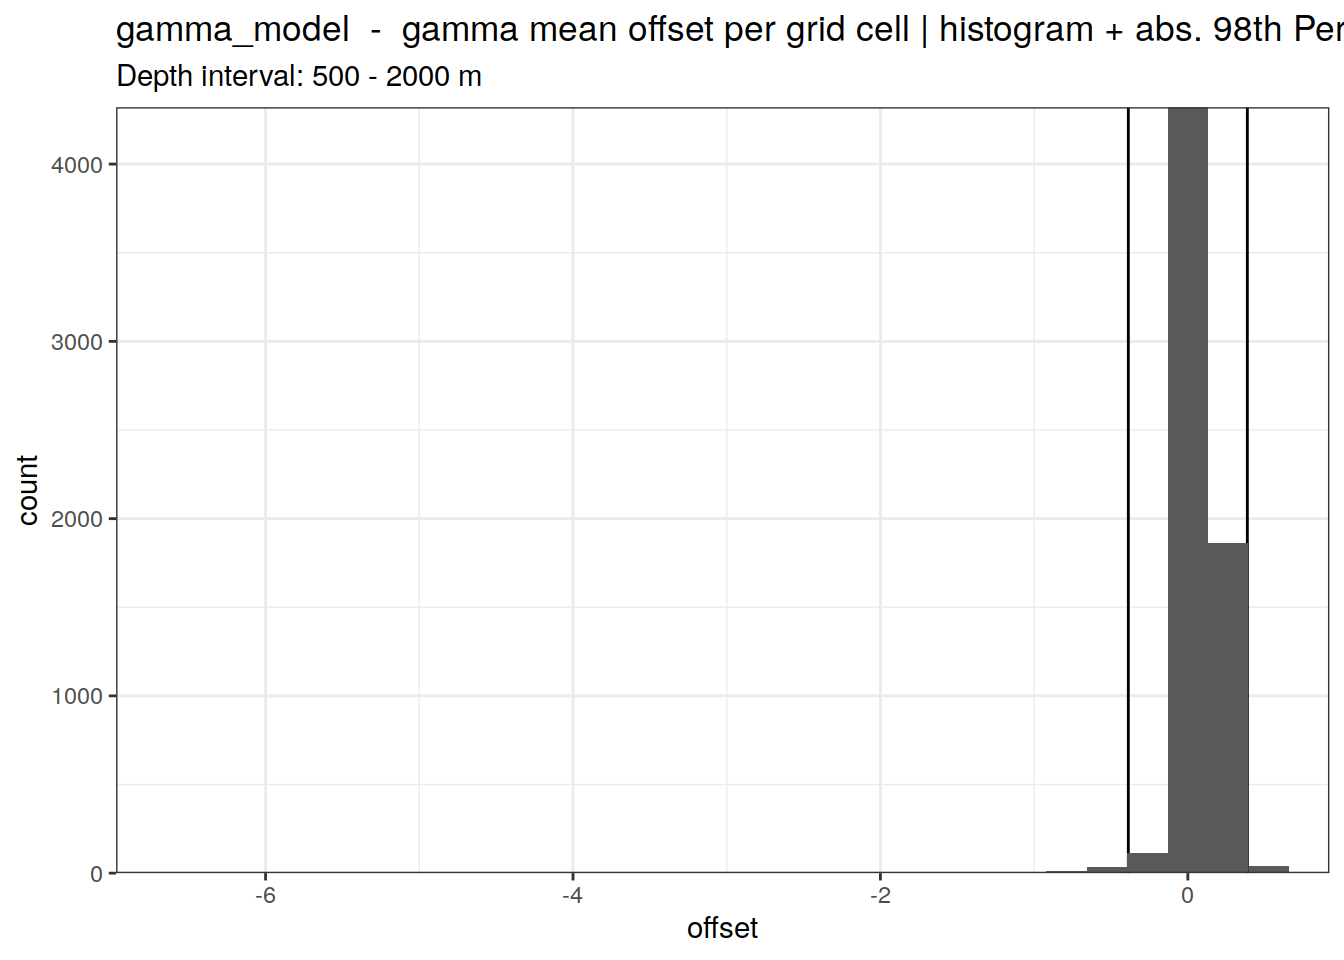 gamma_model  -  gamma mean offset per grid cell | histogram + abs. 98th Per
Depth interval: 500 - 2000 m
4000
3000
2000
1000
0
count
-6
-4
-2
0
offset